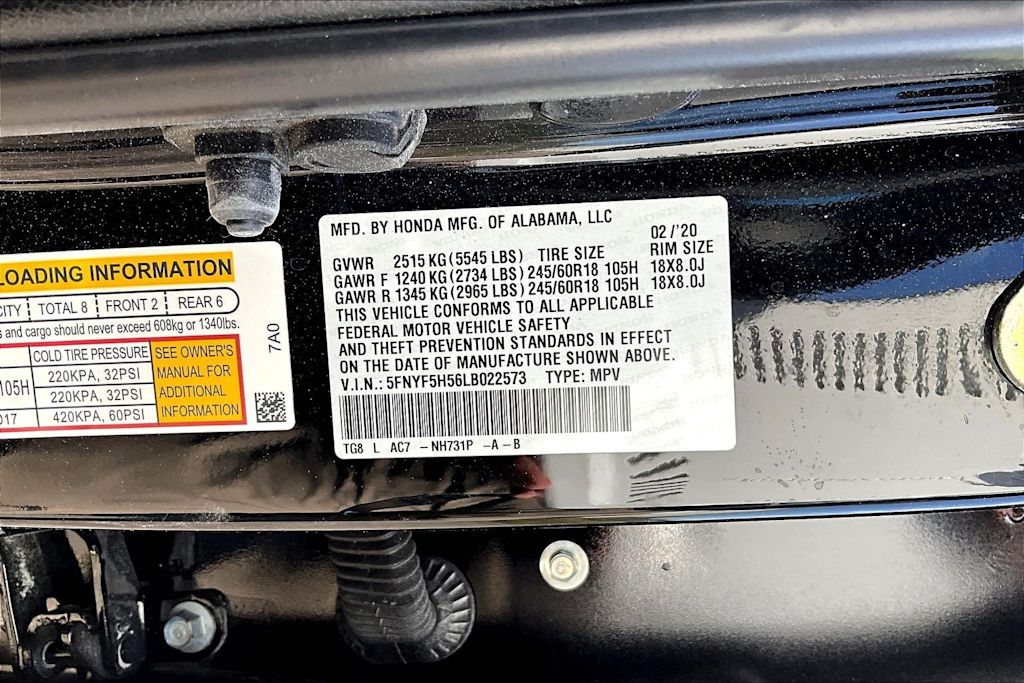 LOADING INFORMATION
CITY TOTAL 8 FRONT 2 REAR 6
s and cargo should never exceed 608kg or 1340lbs.
COLD TIRE PRESSURE
105H 220KPA, 32PSI
220KPA, 32PSI
017 420KPA, 60PSI
SEE OWNER'S
MANUAL FOR
ADDITIONAL
INFORMATION
7A0
MFD. BY HONDA MFG. OF ALABAMA, LLC
02/'20
GVWR 2515 KG (5545 LBS) TIRE SIZE RIM SIZE
GAWR F 1240 KG (2734 LBS) 245/60R18 105H 18X8.0J
GAWR R 1345 KG (2965 LBS) 245/60R18 105H 18X8.0J
THIS VEHICLE CONFORMS TO ALL APPLICABLE
FEDERAL MOTOR VEHICLE SAFETY
AND THEFT PREVENTION STANDARDS IN EFFECT
ON THE DATE OF MANUFACTURE SHOWN ABOVE.
V.I.N.: 5FNYF5H56LB022573 TYPE: MPV
TG8 L AC7 -NH731P -A-B